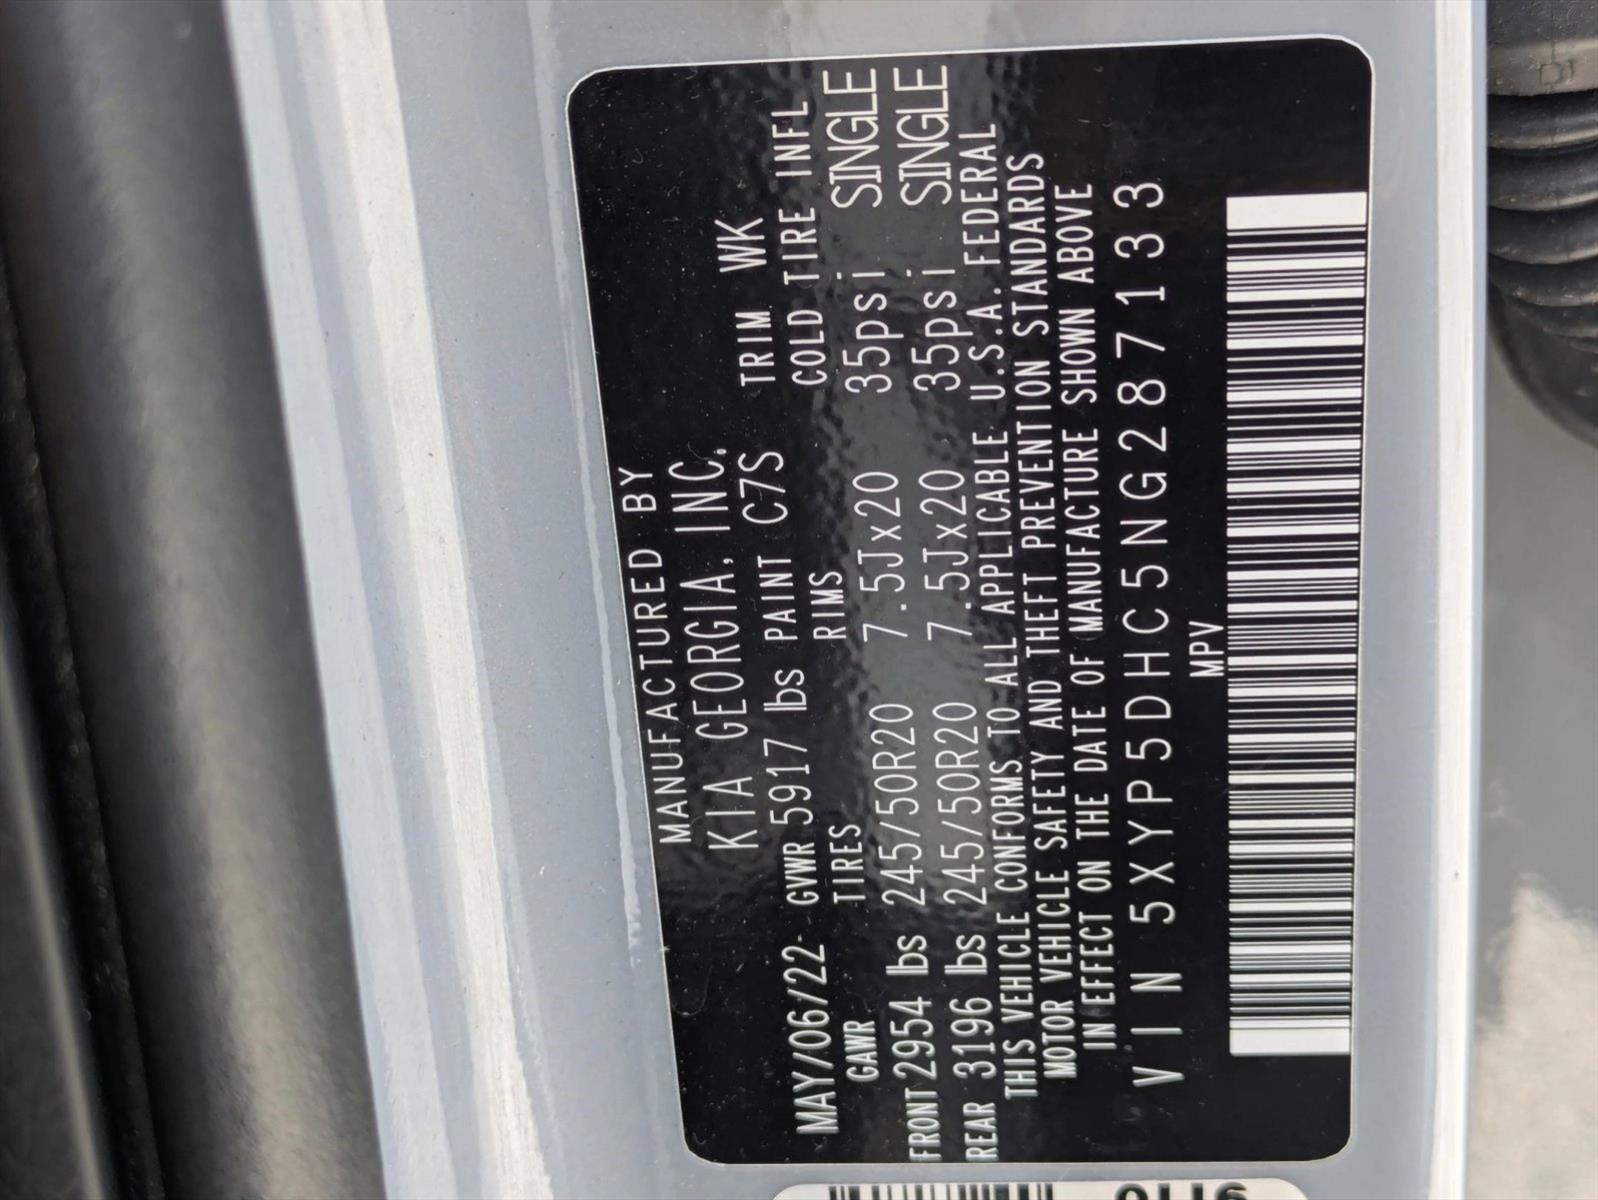 MANUFACTURED BY
KIA GEORGIA, INC.
MAY/06/22 GVWR 5917 lbs PAINT C7S TRIM WK
GAWR TIRES RIMS COLD TIRE INFL
FRONT 2954 lbs 245/50R20 7.5Jx20 35psi SINGLE
REAR 3196 lbs 245/50R20 7.5Jx20 35psi SINGLE
THIS VEHICLE CONFORMS TO ALL APPLICABLE U.S.A. FEDERAL
MOTOR VEHICLE SAFETY AND THEFT PREVENTION STANDARDS
IN EFFECT ON THE DATE OF MANUFACTURE SHOWN ABOVE
VIN 5XYP5DHC5NG287133
MPV